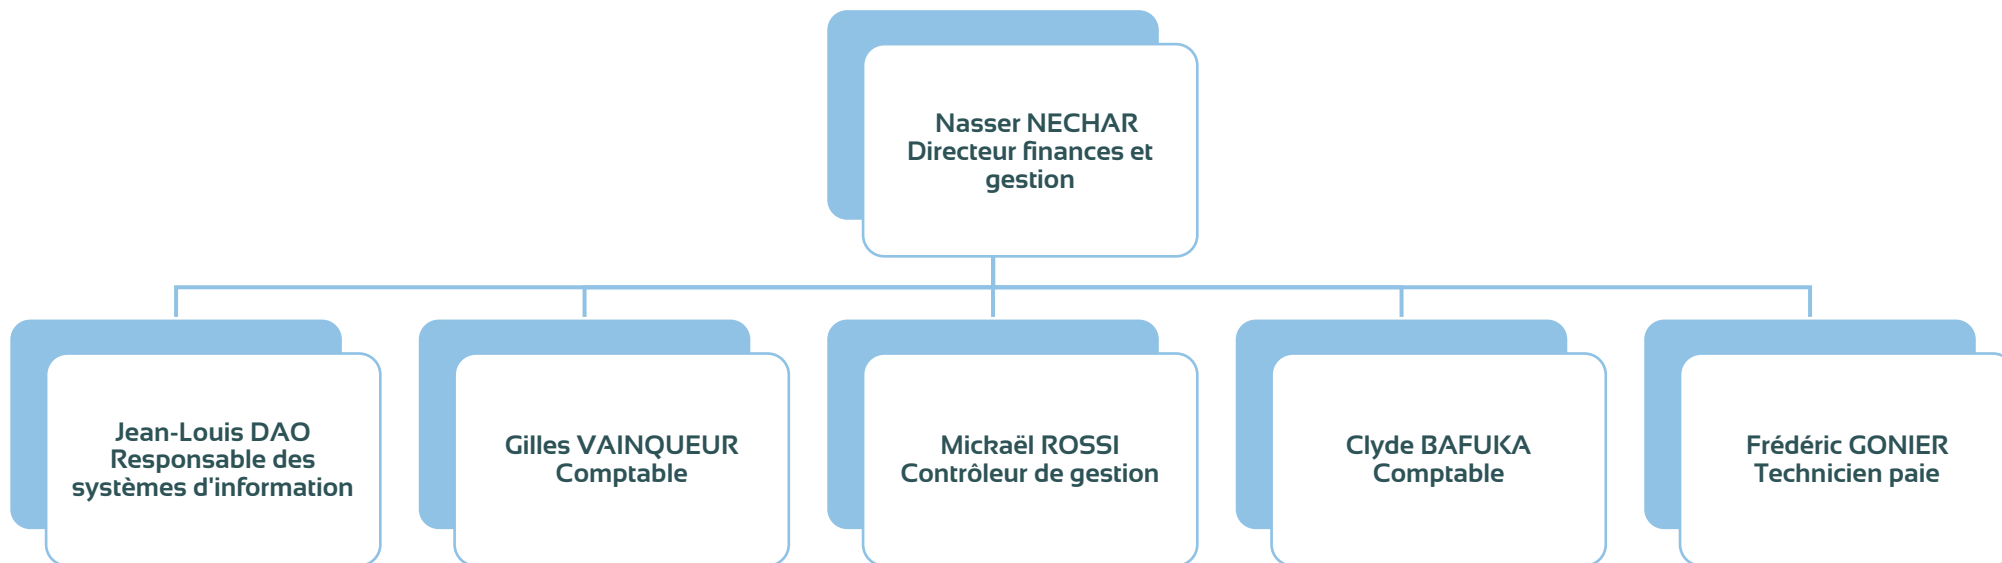 Nasser NECHAR
Directeur finances et
gestion
Jean-Louis DAO
Responsable des
systèmes d'information
Gilles VAINQUEUR
Comptable
Mickaël ROSSI
Contrôleur de gestion
Clyde BAFUKA
Comptable
Frédéric GONIER
Technicien paie